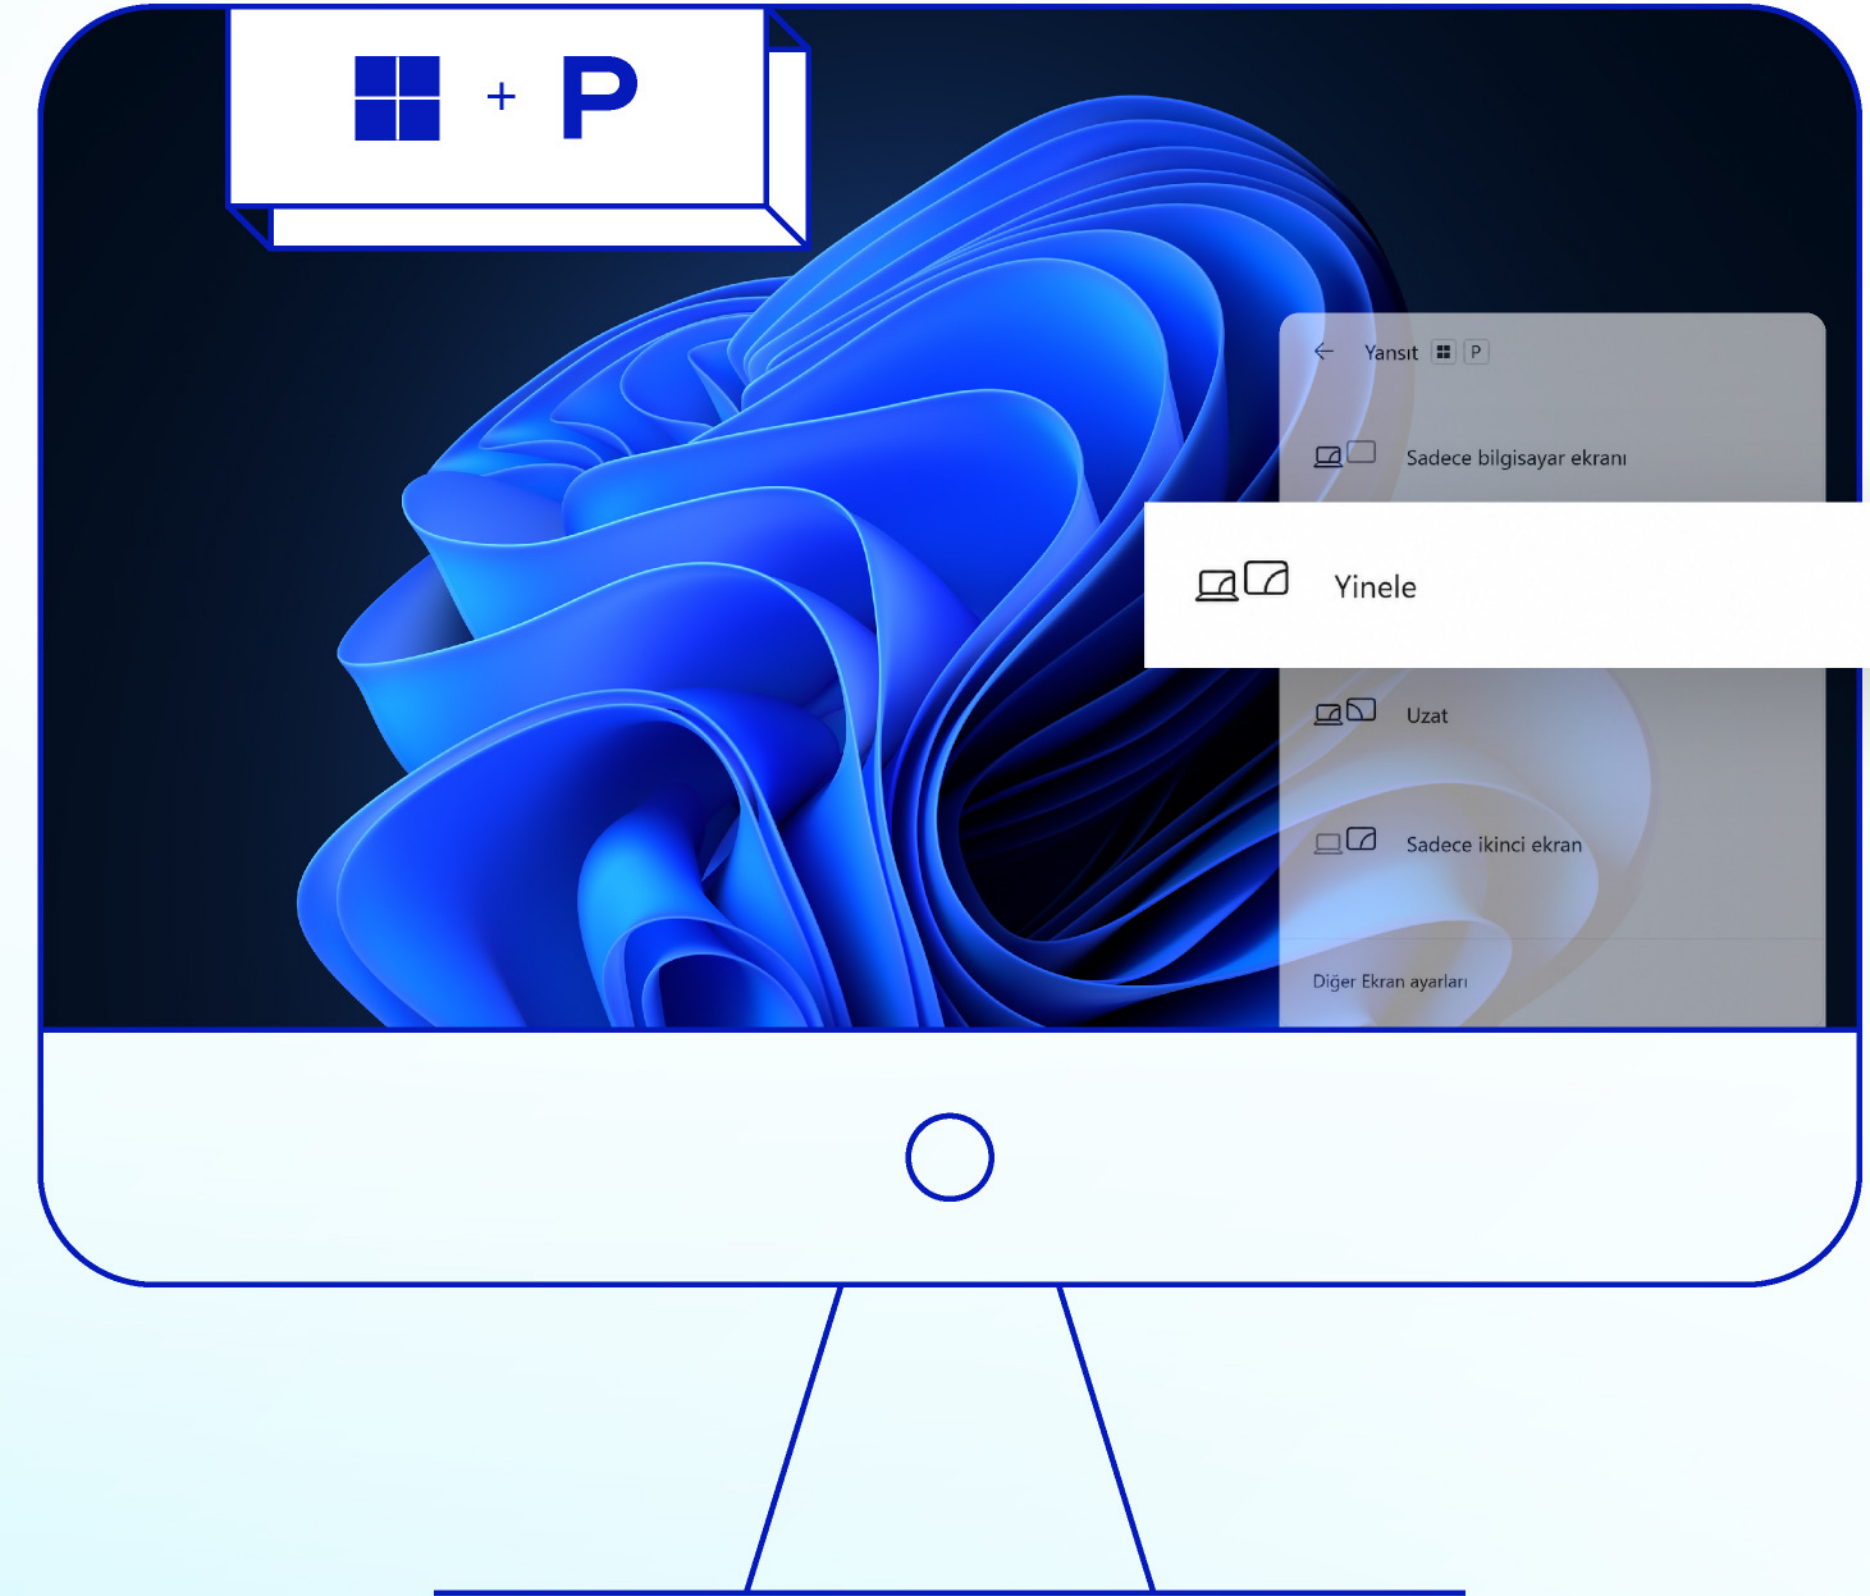 + P
Yansıt P
Sadece bilgisayar ekranı
Yinele
Uzat
Sadece ikinci ekran
Diğer Ekran ayarları